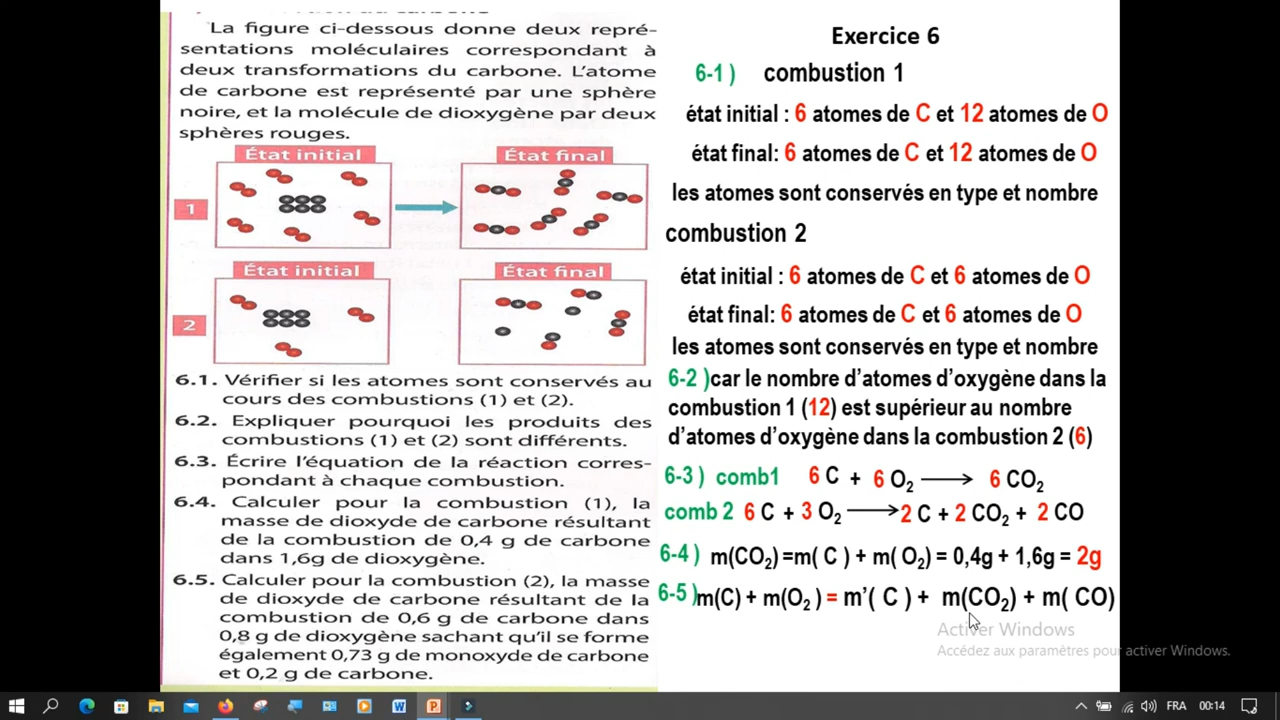 La figure ci-dessous donne deux repré-
sentations moléculaires correspondant à
deux transformations du carbone. L'atome
de carbone est représenté par une sphère
noire, et la molécule de dioxygène par deux
sphères rouges.
État initial
État final
1
État initial
État final
2
6.1. Vérifier si les atomes sont conservés au
cours des combustions (1) et (2).
6.2. Expliquer pourquoi les produits des
combustions (1) et (2) sont différents.
6.3. Écrire l'équation de la réaction corres-
pondant à chaque combustion.
6.4. Calculer pour la combustion (1), la
masse de dioxyde de carbone résultant
de la combustion de 0,4 g de carbone
dans 1,6g de dioxygène.
6.5. Calculer pour la combustion (2), la masse
de dioxyde de carbone résultant de la
combustion de 0,6 g de carbone dans
0,8 g de dioxygène sachant qu'il se forme
également 0,73 g de monoxyde de carbone
et 0,2 g de carbone.
Exercice 6
6-1 ) combustion 1
état initial : 6 atomes de C et 12 atomes de O
état final: 6 atomes de C et 12 atomes de O
les atomes sont conservés en type et nombre
combustion 2
état initial : 6 atomes de C et 6 atomes de O
état final: 6 atomes de C et 6 atomes de O
les atomes sont conservés en type et nombre
6-2 )car le nombre d'atomes d'oxygène dans la
combustion 1 (12) est supérieur au nombre
d'atomes d'oxygène dans la combustion 2 (6)
6-3 ) comb1 6 C + 6 O₂ ⟶ 6 CO₂
comb 2 6 C + 3 O₂ ⟶ 2 C + 2 CO₂ + 2 CO
6-4 ) m(CO₂) =m( C ) + m( O₂) = 0,4g + 1,6g = 2g
6-5 ) m(C) + m(O₂ ) = m'( C ) + m(CO₂) + m( CO)
Activer Windows
Accédez aux paramètres pour activer Windows.
FRA
00:14